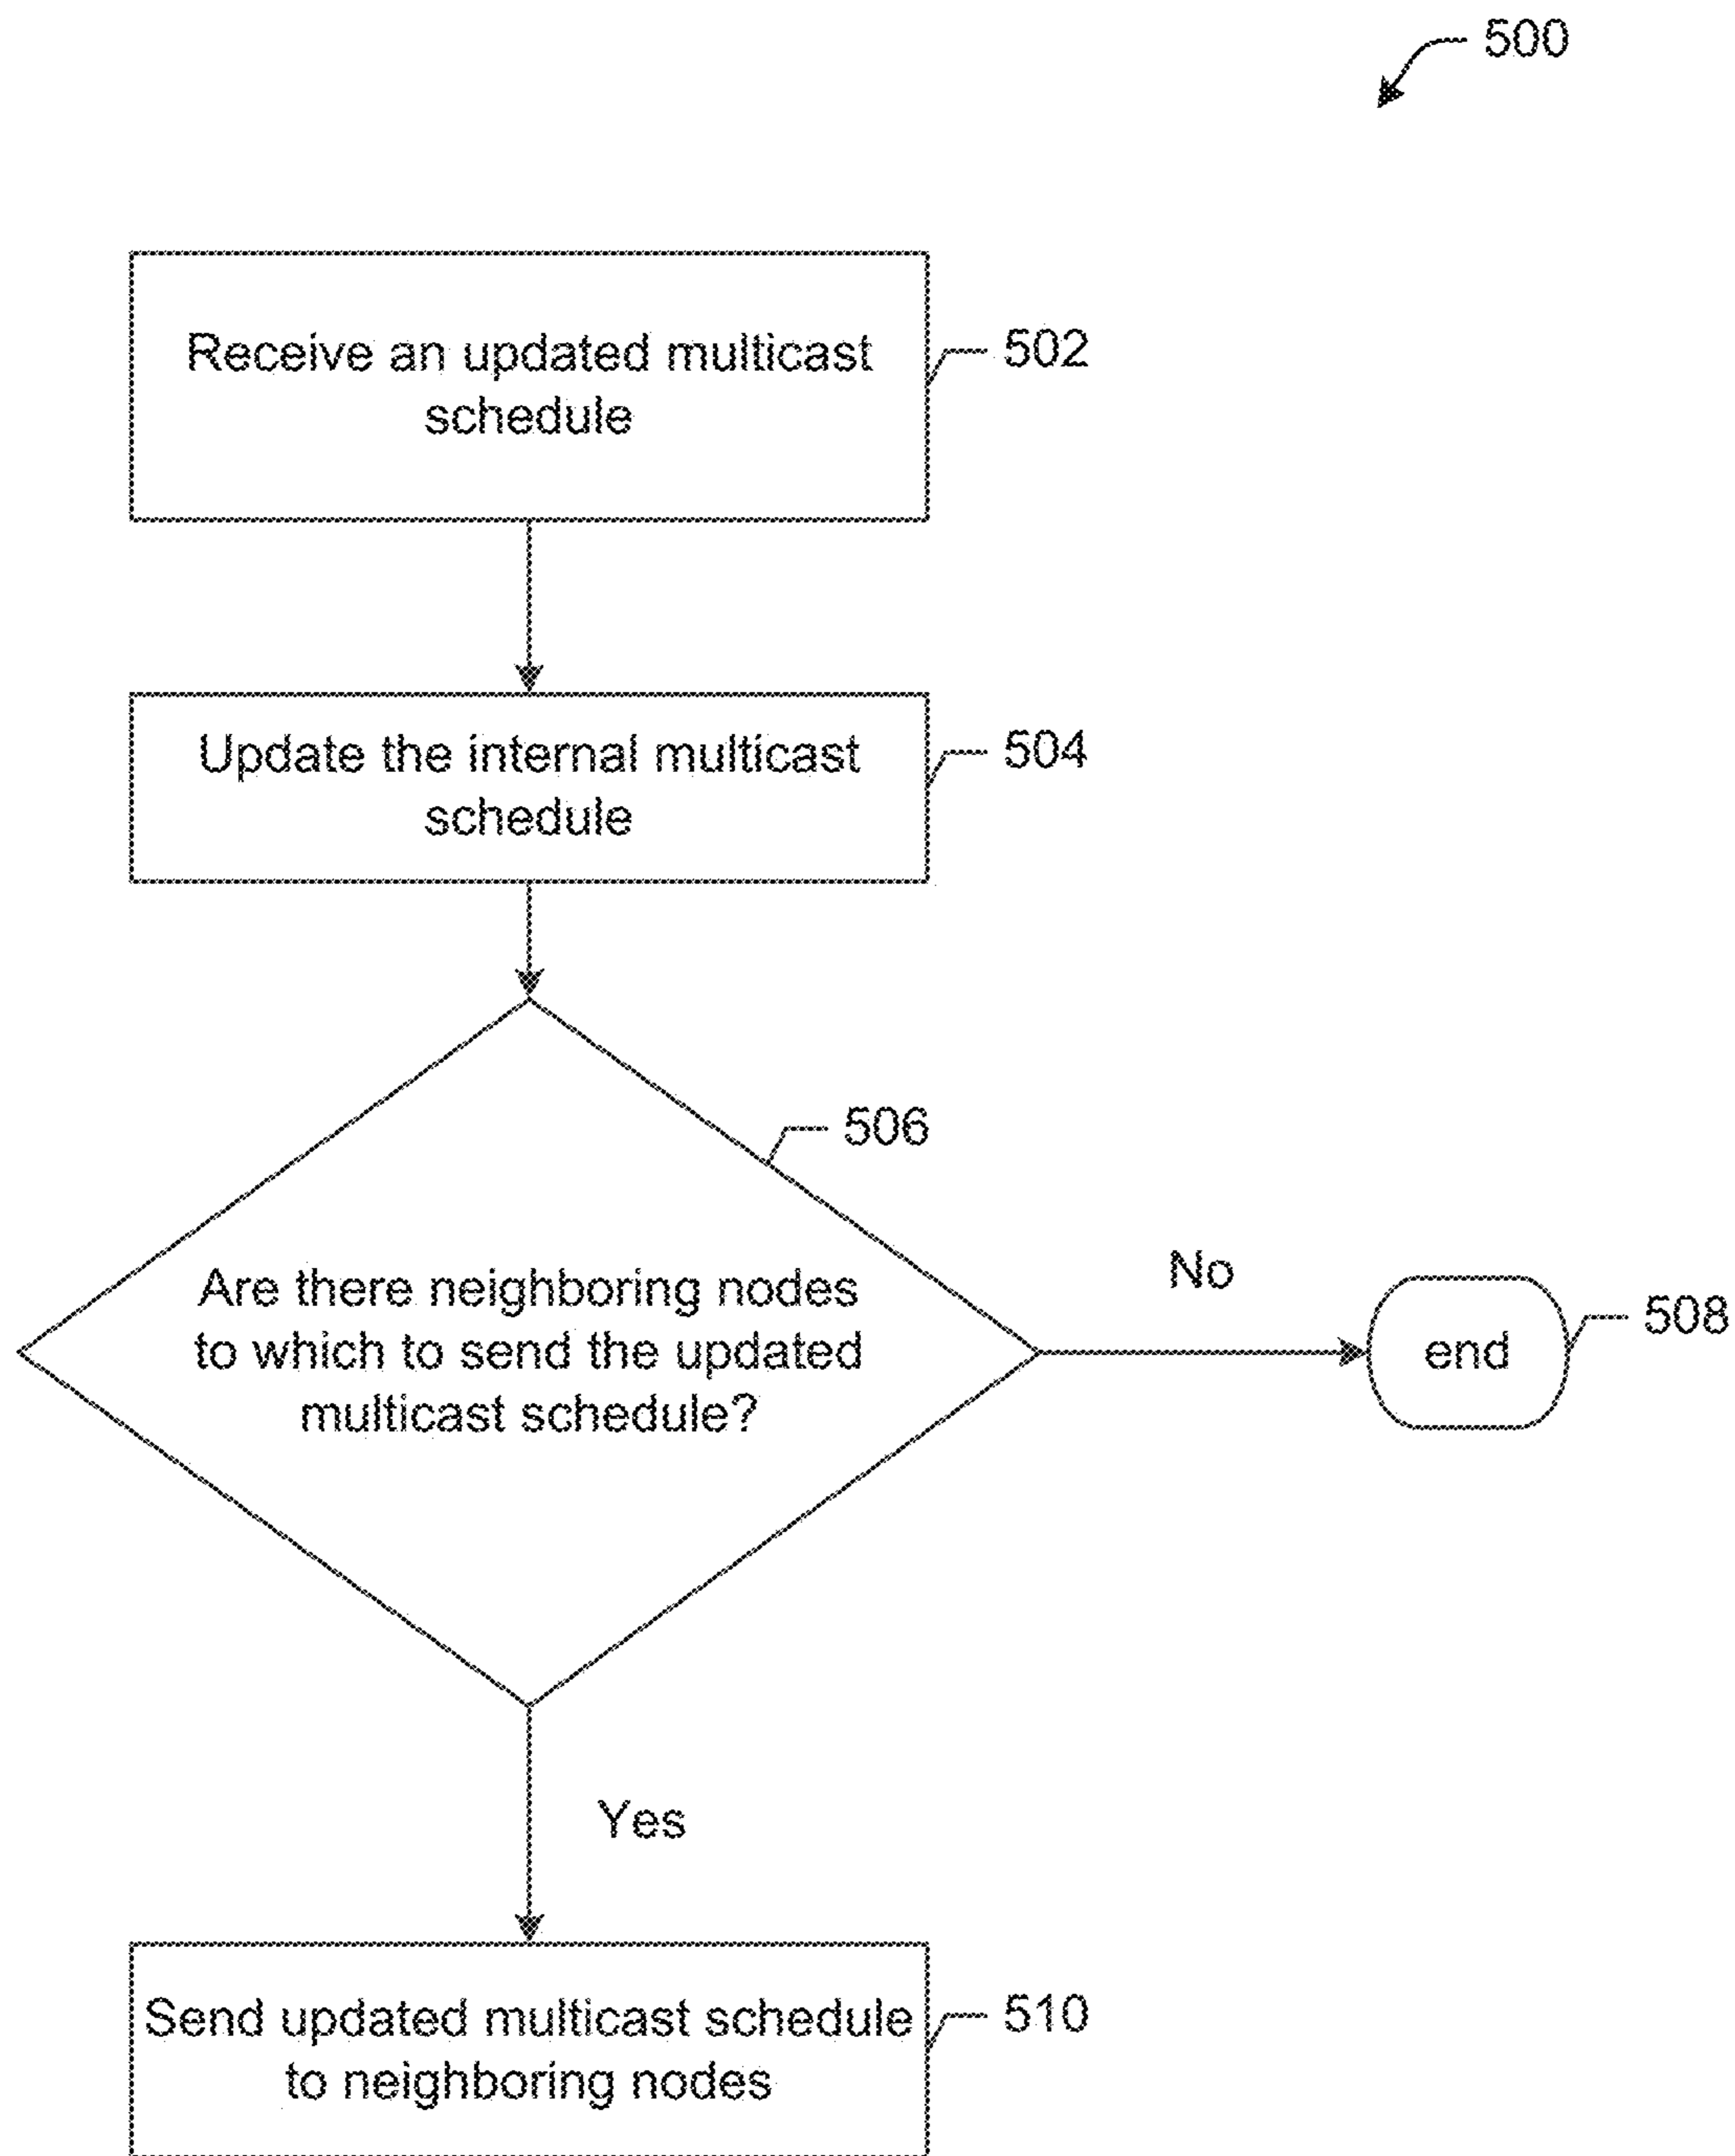 500
Receive an updated multicast
schedule
502
Update the internal multicast
schedule
504
506
Are there neighboring nodes
to which to send the updated
multicast schedule?
No
end
508
Yes
Send updated multicast schedule
to neighboring nodes
510